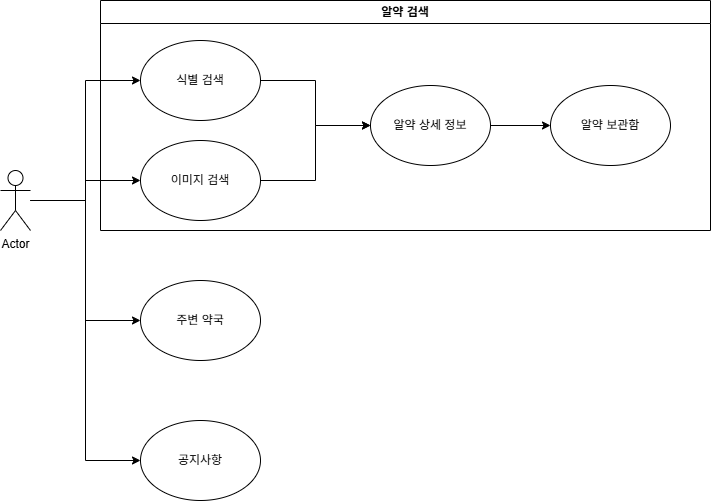 알약 검색
식별 검색
알약 상세 정보
알약 보관함
이미지 검색
Actor
주변 약국
공지사항